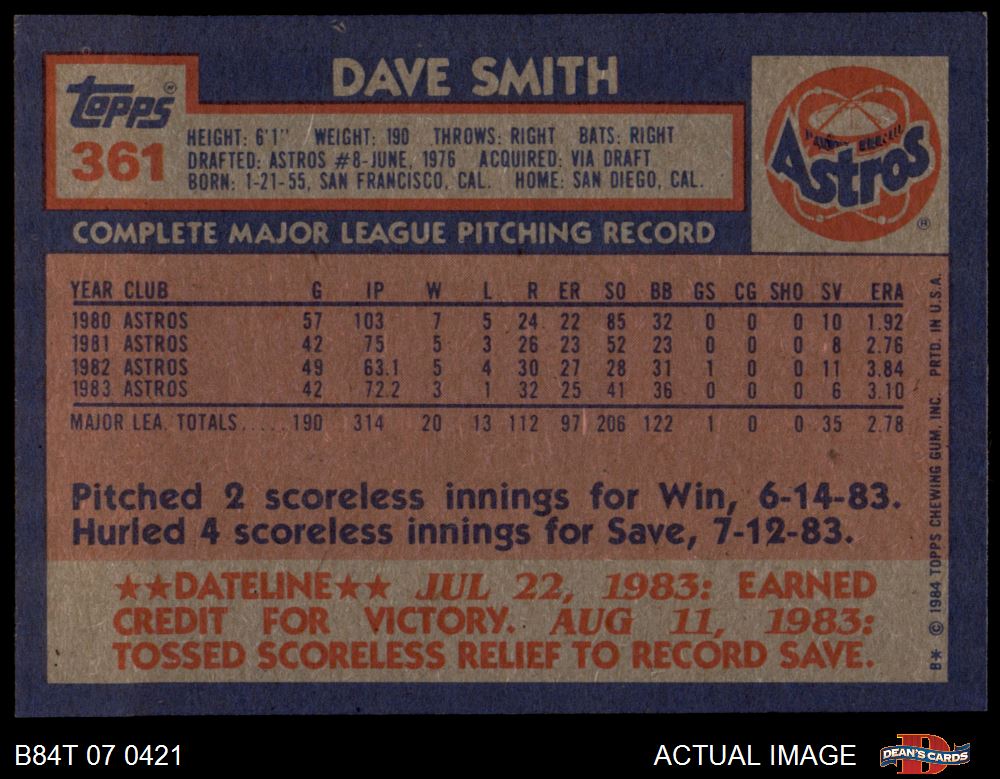 DAVE SMITH
Topps®
361
HEIGHT: 6'1" WEIGHT: 190 THROWS: RIGHT BATS: RIGHT
DRAFTED: ASTROS #8-JUNE, 1976 ACQUIRED: VIA DRAFT
BORN: 1-21-55, SAN FRANCISCO, CAL. HOME: SAN DIEGO, CAL.
Astros
®
COMPLETE MAJOR LEAGUE PITCHING RECORD
YEAR CLUB G IP W L R ER SO BB GS CG SHO SV ERA
1980 ASTROS 57 103 7 5 24 22 85 32 0 0 0 10 1.92
1981 ASTROS 42 75 5 3 26 23 52 23 0 0 0 8 2.76
1982 ASTROS 49 63.1 5 4 30 27 28 31 1 0 0 11 3.84
1983 ASTROS 42 72.2 3 1 32 25 41 36 0 0 0 6 3.10
MAJOR LEA. TOTALS.....190 314 20 13 112 97 206 122 1 0 0 35 2.78
Pitched 2 scoreless innings for Win, 6-14-83.
Hurled 4 scoreless innings for Save, 7-12-83.
★★DATELINE★★ JUL 22, 1983: EARNED
CREDIT FOR VICTORY. AUG 11, 1983:
TOSSED SCORELESS RELIEF TO RECORD SAVE.
B* © 1984 TOPPS CHEWING GUM, INC. PRTD. IN U.S.A.
B84T 07 0421
ACTUAL IMAGE
DEAN'S CARDS